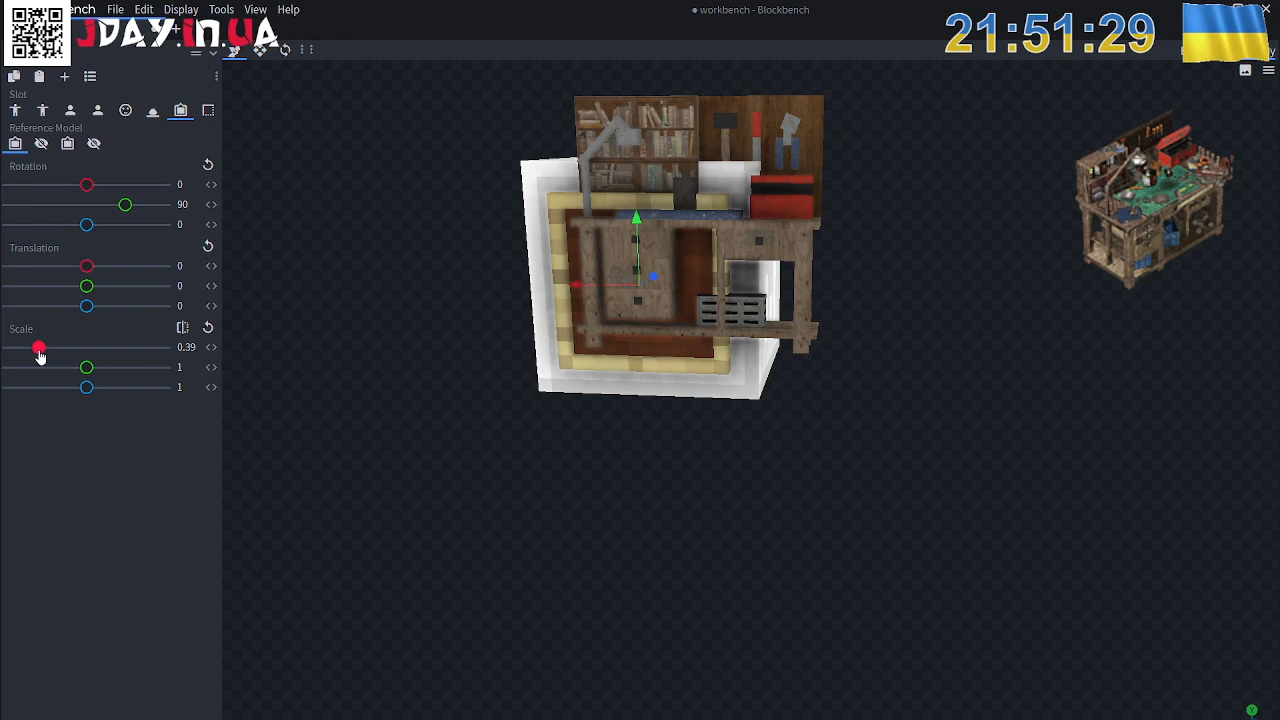 bench File Edit Display Tools View Help
workbench - Blockbench
JDAY.in.UA
21:51:29
Slot
Reference Model
Rotation
0
90
0
Translation
0
0
0
Scale
0.39
1
1
Y